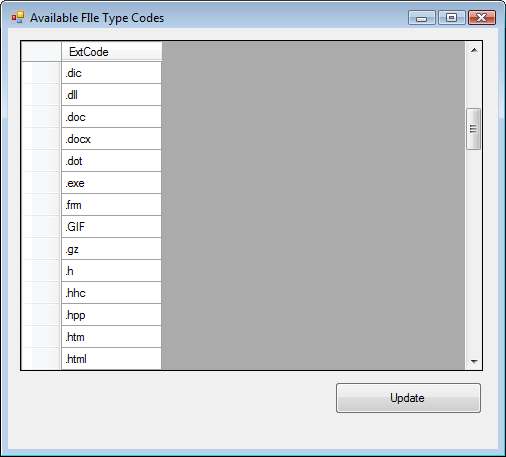 Available FIle Type Codes
ExtCode
.dic
.dll
.doc
.docx
.dot
.exe
.frm
.GIF
.gz
.h
.hhc
.hpp
.htm
.html
Update